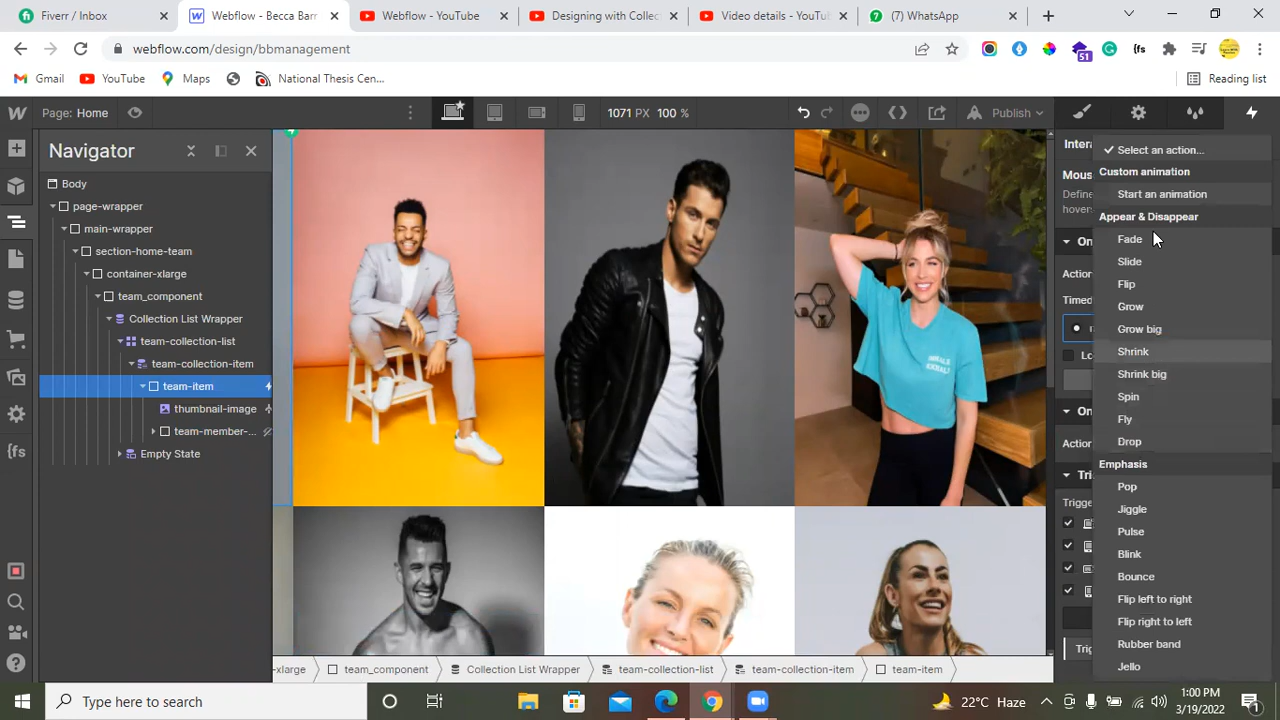 Fiverr / Inbox
Webflow - Becca Barr
Webflow - YouTube
Designing with Collec
Video details - YouTu
(7) WhatsApp
webflow.com/design/bbmanagement
51
{fs
Gmail
YouTube
Maps
National Thesis Cen...
Reading list
Page: Home
1071 PX 100 %
Publish
Navigator
Body
page-wrapper
main-wrapper
section-home-team
container-xlarge
team_component
Collection List Wrapper
team-collection-list
team-collection-item
team-item
thumbnail-image
team-member-...
Empty State
{fs
Select an action...
Custom animation
Start an animation
Appear & Disappear
Fade
Slide
Flip
Grow
Grow big
Shrink
Shrink big
Spin
Fly
Drop
Emphasis
Pop
Jiggle
Pulse
Blink
Bounce
Flip left to right
Flip right to left
Rubber band
Jello
-xlarge
team_component
Collection List Wrapper
team-collection-list
team-collection-item
team-item
Type here to search
22°C Haze
1:00 PM
3/19/2022
1